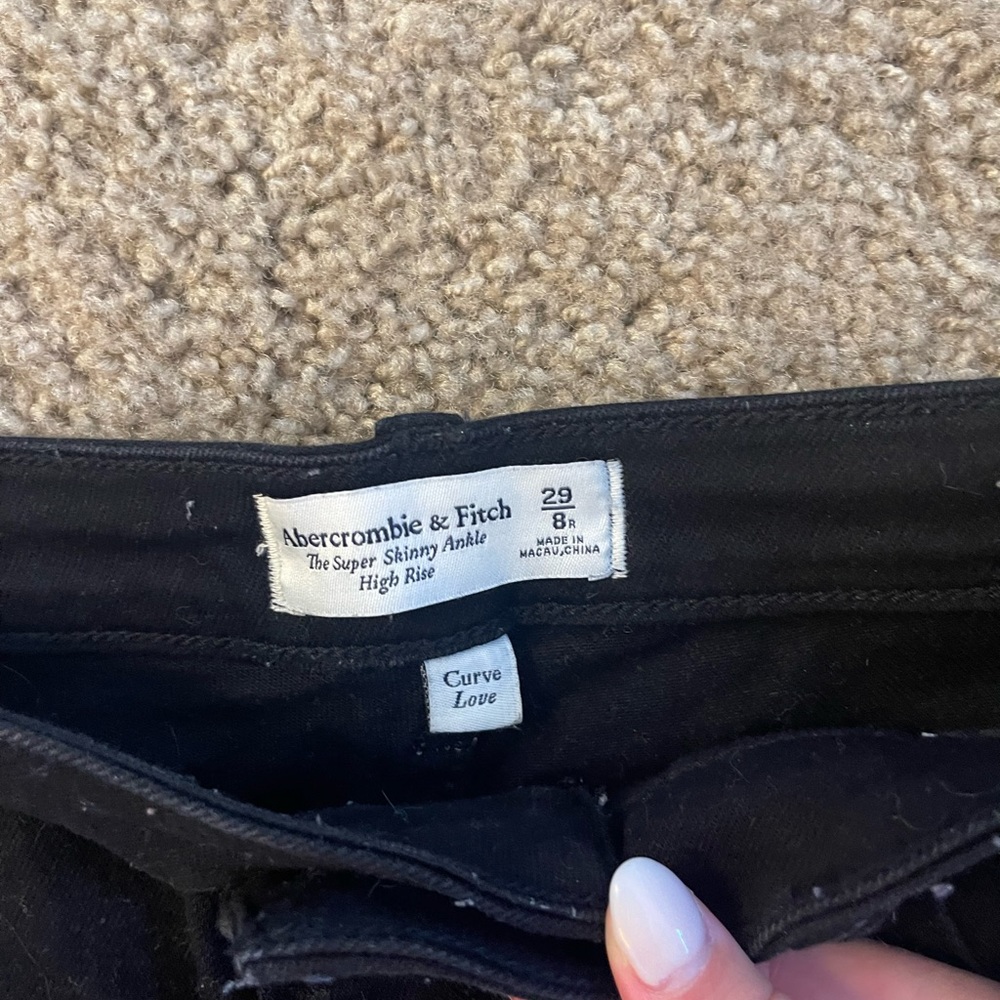 Abercrombie & Fitch
The Super Skinny Ankle
High Rise
29
8R
MADE IN
MACAU,CHINA
Curve
Love